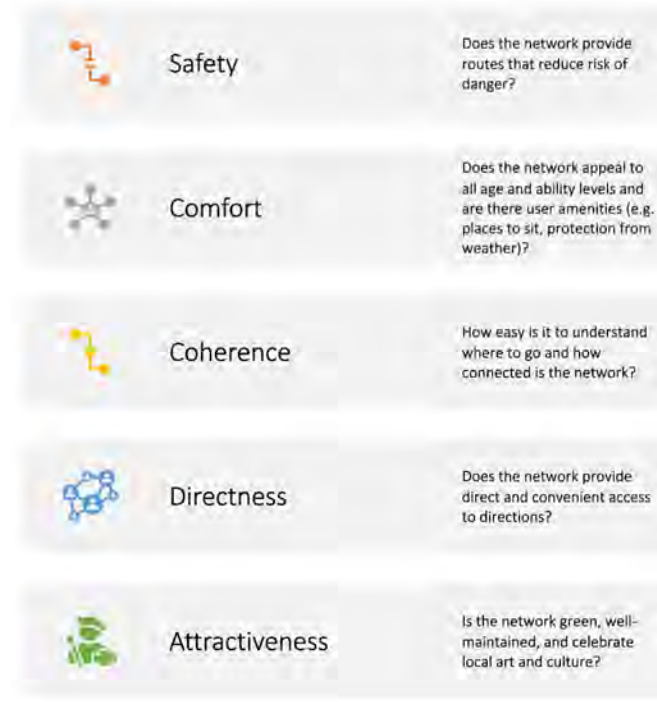 Safety
Does the network provide
routes that reduce risk of
danger?
Comfort
Does the network appeal to
all age and ability levels and
are there user amenities (e.g.
places to sit, protection from
weather)?
Coherence
How easy is it to understand
where to go and how
connected is the network?
Directness
Does the network provide
direct and convenient access
to directions?
Attractiveness
Is the network green, well-
maintained, and celebrate
local art and culture?